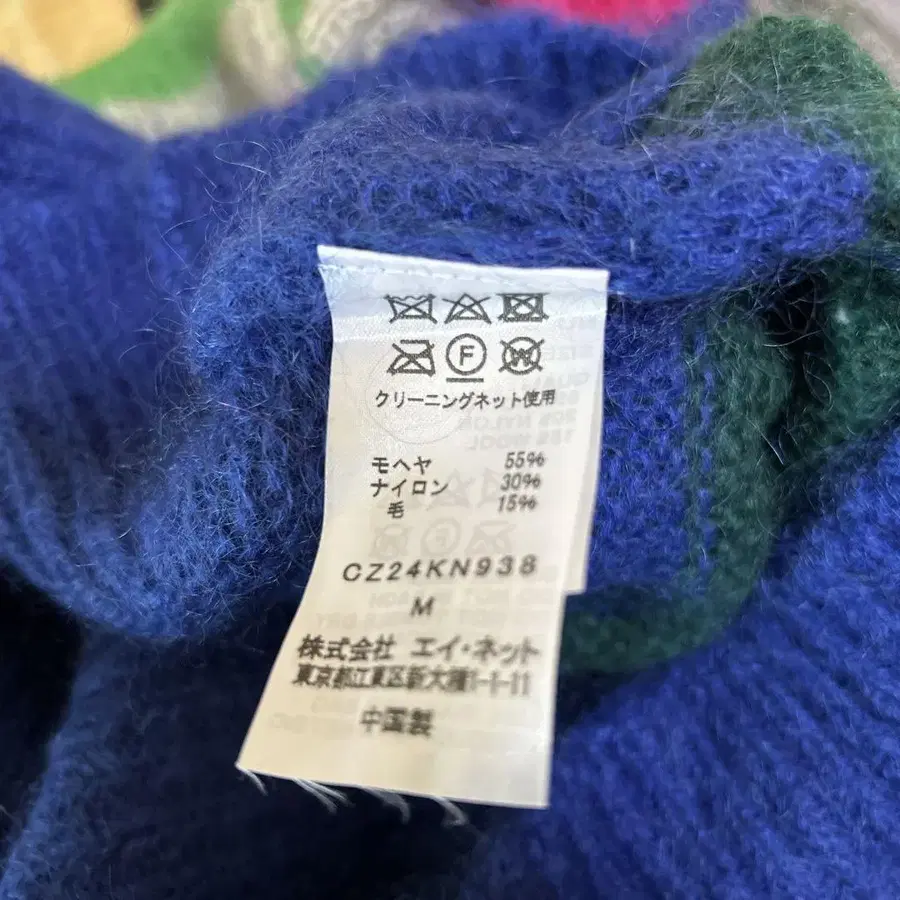 F W
クリーニングネット使用
モヘヤ 55%
ナイロン 30%
毛 15%
CZ24KN938
M
株式会社 エイ・ネット
東京都江東区新大橋1-1-11
中国製